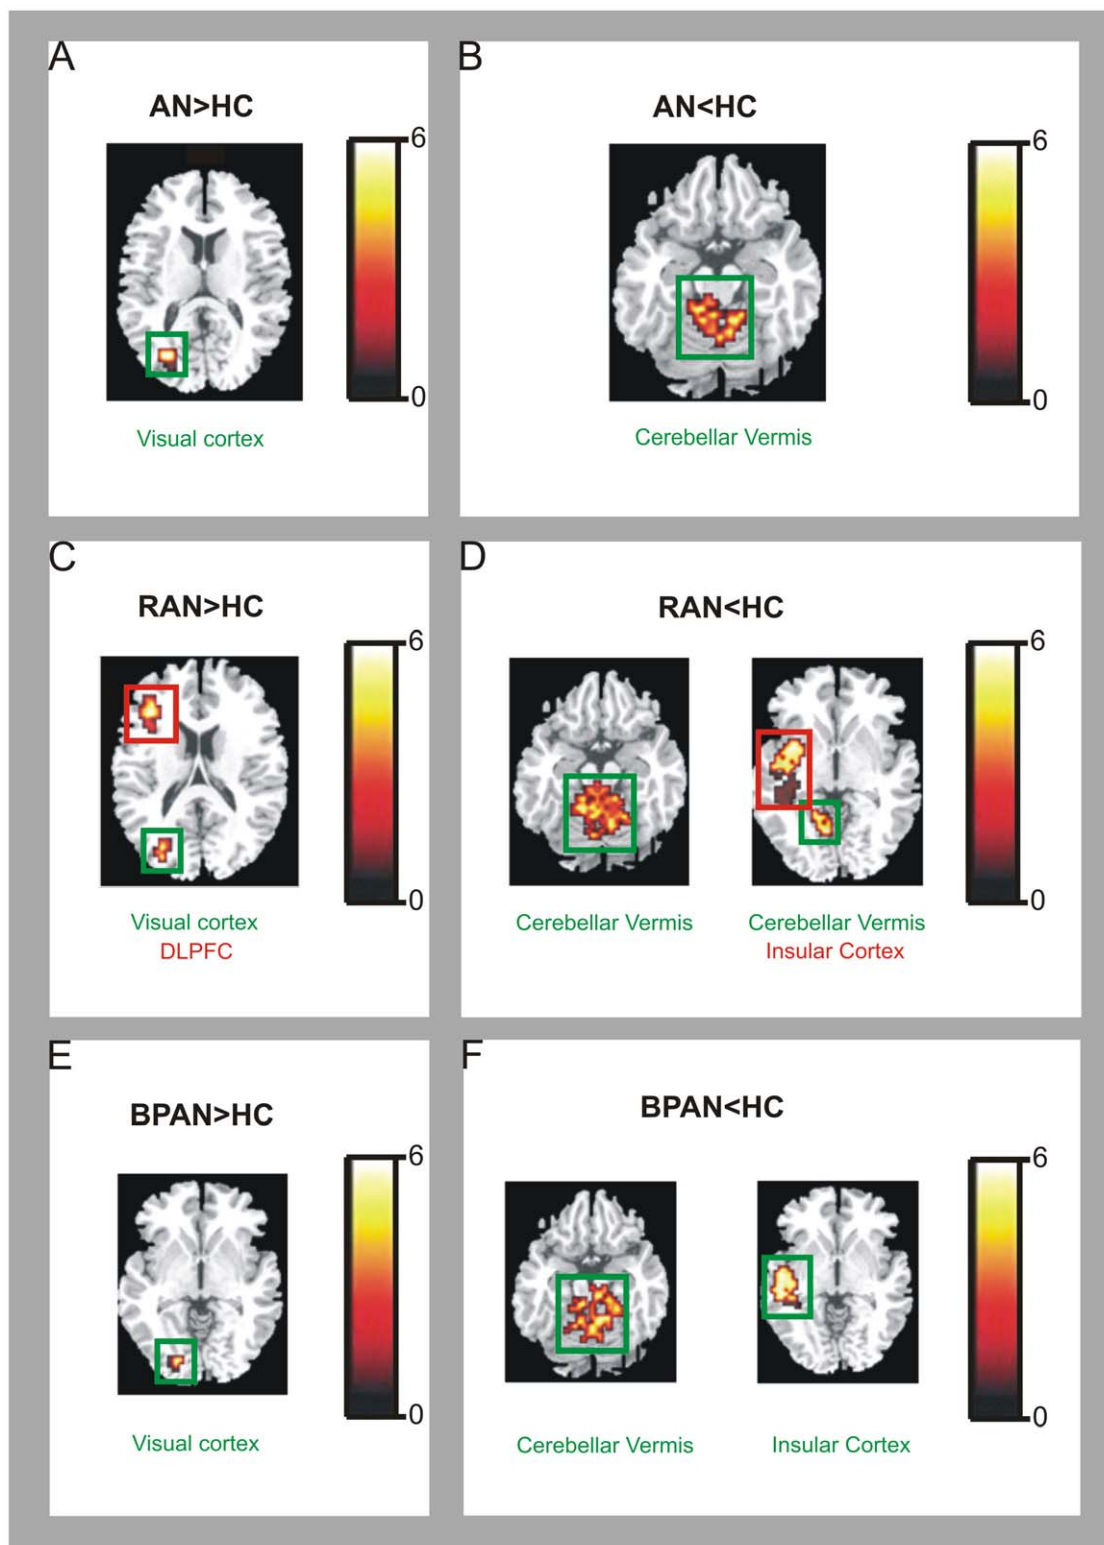 A
AN>HC
6
0
Visual cortex
B
AN<HC
6
0
Cerebellar Vermis
C
RAN>HC
6
0
Visual cortex
DLPFC
D
RAN<HC
6
0
Cerebellar Vermis
Cerebellar Vermis
Insular Cortex
E
BPAN>HC
6
0
Visual cortex
F
BPAN<HC
6
0
Cerebellar Vermis
Insular Cortex